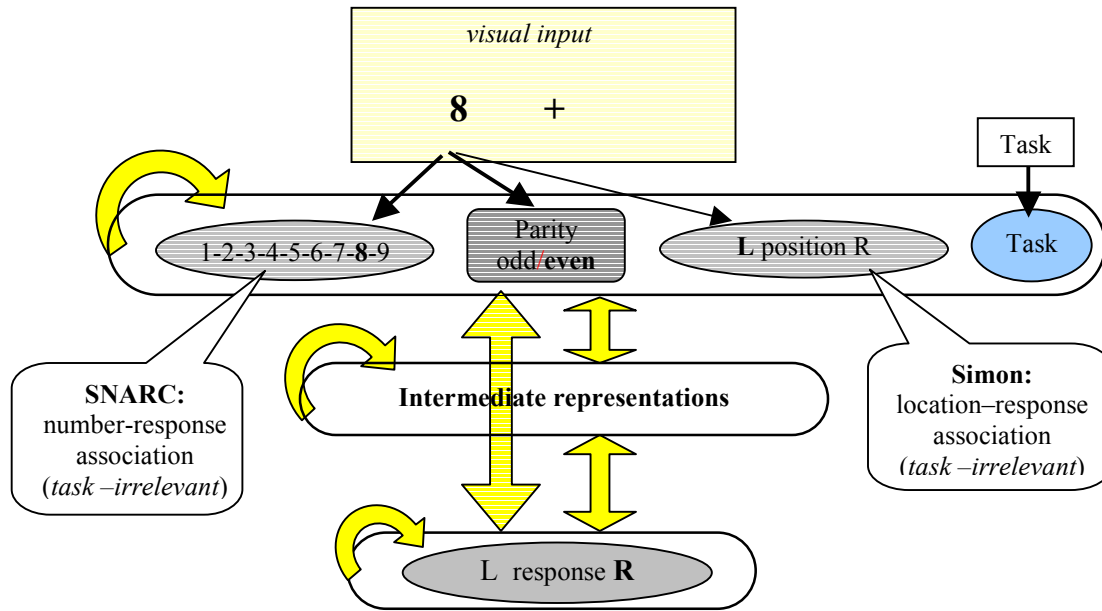 visual input
8 +
Task
1-2-3-4-5-6-7-8-9
Parity
odd/even
L position R
Task
SNARC:
number-response
association
(task –irrelevant)
Intermediate representations
Simon:
location–response
association
(task –irrelevant)
L response R